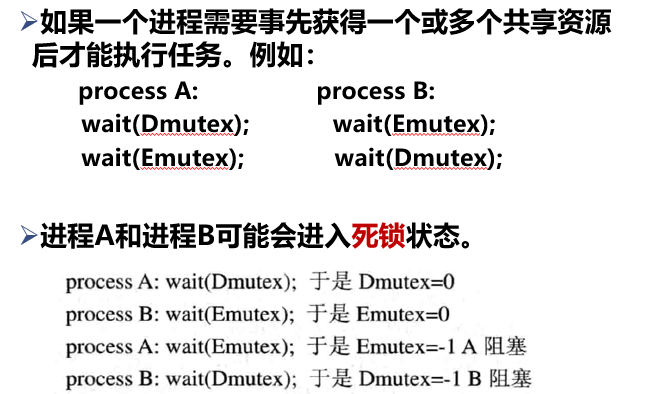 ➢如果一个进程需要事先获得一个或多个共享资源
后才能执行任务。例如：
process A: process B:
wait(Dmutex); wait(Emutex);
wait(Emutex); wait(Dmutex);
➢进程A和进程B可能会进入死锁状态。
process A: wait(Dmutex); 于是 Dmutex=0
process B: wait(Emutex); 于是 Emutex=0
process A: wait(Emutex); 于是 Emutex=-1 A 阻塞
process B: wait(Dmutex); 于是 Dmutex=-1 B 阻塞